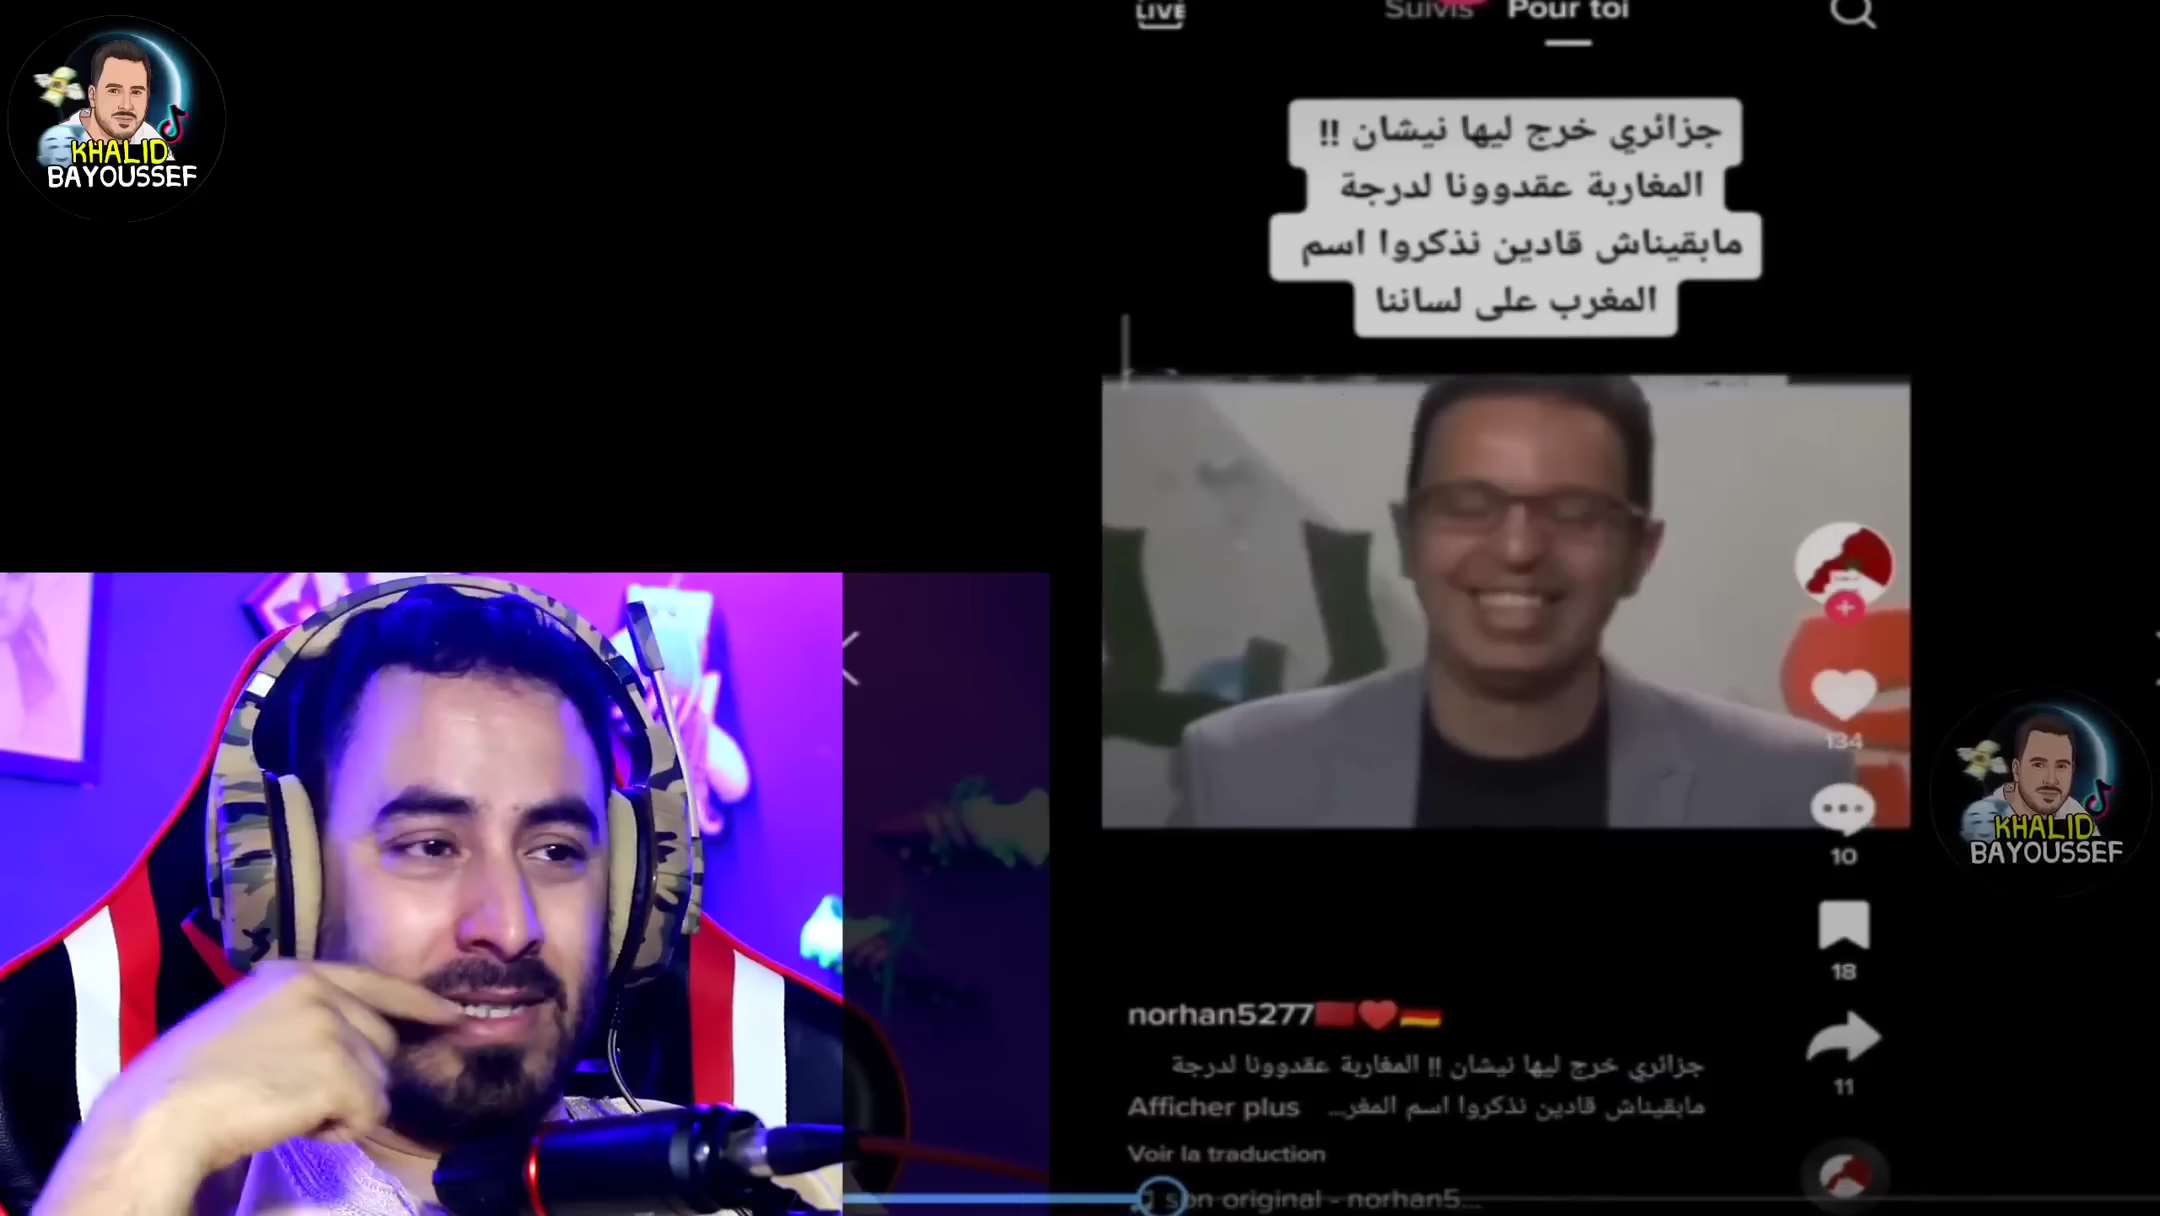 KHALID
BAYOUSSEF
LIVE
Suivis Pour toi
جزائري خرج ليها نيشان !!
المغاربة عقدوونا لدرجة
مابقيناش قادين نذكروا اسم
المغرب على لساننا
134
10
18
11
KHALID
BAYOUSSEF
norhan5277
جزائري خرج ليها نيشان !! المغاربة عقدوونا لدرجة
مابقيناش قادين نذكروا اسم المغر... Afficher plus
Voir la traduction
son original - norhan5...